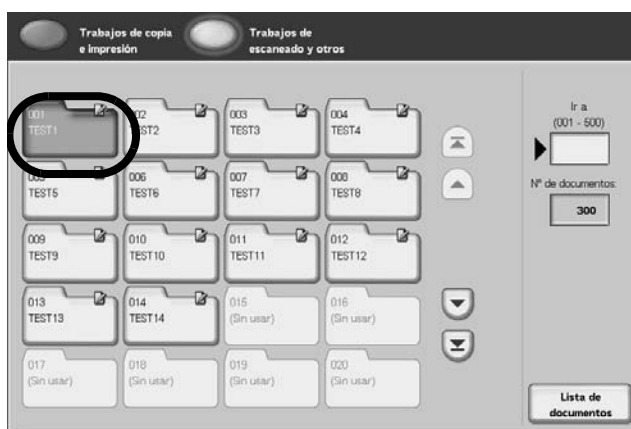 Trabajos de copia
e impresión
Trabajos de
escaneado y otros
001
TEST1
002
TEST2
003
TEST3
004
TEST4
005
TEST5
006
TEST6
007
TEST7
008
TEST8
009
TEST9
010
TEST10
011
TEST11
012
TEST12
013
TEST13
014
TEST14
015
(Sin usar)
016
(Sin usar)
017
(Sin usar)
018
(Sin usar)
019
(Sin usar)
020
(Sin usar)
Ir a
(001 - 500)
Nº de documentos:
300
Lista de
documentos